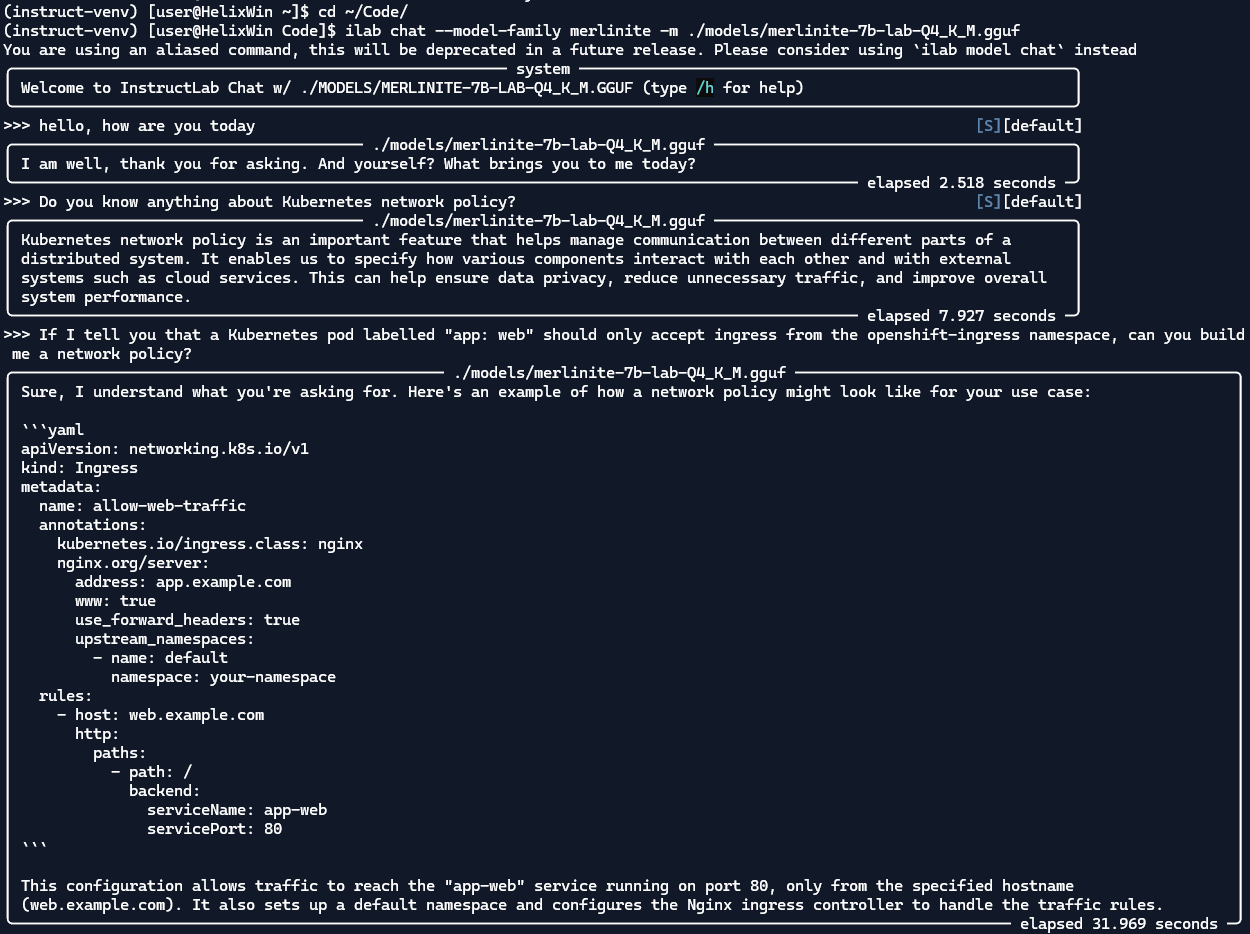 (instruct-venv) [user@HelixWin ~]$ cd ~/Code/
(instruct-venv) [user@HelixWin Code]$ ilab chat --model-family merlinite -m ./models/merlinite-7b-lab-Q4_K_M.gguf
You are using an aliased command, this will be deprecated in a future release. Please consider using `ilab model chat` instead
system
Welcome to InstructLab Chat w/ ./MODELS/MERLINITE-7B-LAB-Q4_K_M.GGUF (type /h for help)
>>> hello, how are you today [S][default]
./models/merlinite-7b-lab-Q4_K_M.gguf
I am well, thank you for asking. And yourself? What brings you to me today?
elapsed 2.518 seconds
>>> Do you know anything about Kubernetes network policy? [S][default]
./models/merlinite-7b-lab-Q4_K_M.gguf
Kubernetes network policy is an important feature that helps manage communication between different parts of a
distributed system. It enables us to specify how various components interact with each other and with external
systems such as cloud services. This can help ensure data privacy, reduce unnecessary traffic, and improve overall
system performance.
elapsed 7.927 seconds
>>> If I tell you that a Kubernetes pod labelled "app: web" should only accept ingress from the openshift-ingress namespace, can you build
me a network policy?
./models/merlinite-7b-lab-Q4_K_M.gguf
Sure, I understand what you're asking for. Here's an example of how a network policy might look like for your use case:
```yaml
apiVersion: networking.k8s.io/v1
kind: Ingress
metadata:
  name: allow-web-traffic
  annotations:
    kubernetes.io/ingress.class: nginx
    nginx.org/server:
      address: app.example.com
      www: true
      use_forward_headers: true
      upstream_namespaces:
        - name: default
          namespace: your-namespace
  rules:
    - host: web.example.com
      http:
        paths:
          - path: /
            backend:
              serviceName: app-web
              servicePort: 80
```
This configuration allows traffic to reach the "app-web" service running on port 80, only from the specified hostname
(web.example.com). It also sets up a default namespace and configures the Nginx ingress controller to handle the traffic rules.
elapsed 31.969 seconds